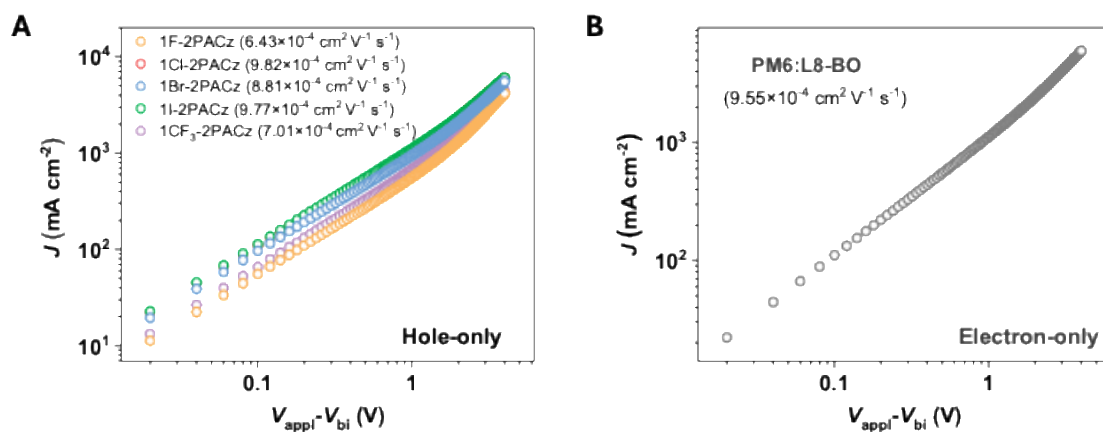 A
10⁴
10³
10²
10¹
J (mA cm⁻²)
1F-2PACz (6.43×10⁻⁴ cm² V⁻¹ s⁻¹)
1Cl-2PACz (9.82×10⁻⁴ cm² V⁻¹ s⁻¹)
1Br-2PACz (8.81×10⁻⁴ cm² V⁻¹ s⁻¹)
1I-2PACz (9.77×10⁻⁴ cm² V⁻¹ s⁻¹)
1CF₃-2PACz (7.01×10⁻⁴ cm² V⁻¹ s⁻¹)
Hole-only
0.1 1
V_appl-V_bi (V)
B
10³
10²
J (mA cm⁻²)
PM6:L8-BO
(9.55×10⁻⁴ cm² V⁻¹ s⁻¹)
Electron-only
0.1 1
V_appl-V_bi (V)